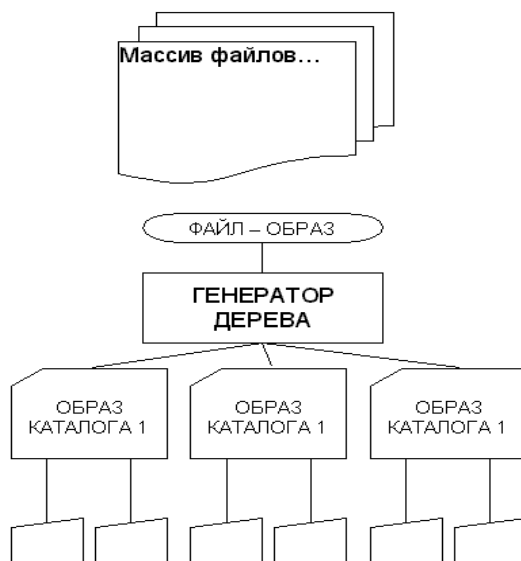 Массив файлов...
ФАЙЛ – ОБРАЗ
ГЕНЕРАТОР
ДЕРЕВА
ОБРАЗ
КАТАЛОГА 1
ОБРАЗ
КАТАЛОГА 1
ОБРАЗ
КАТАЛОГА 1